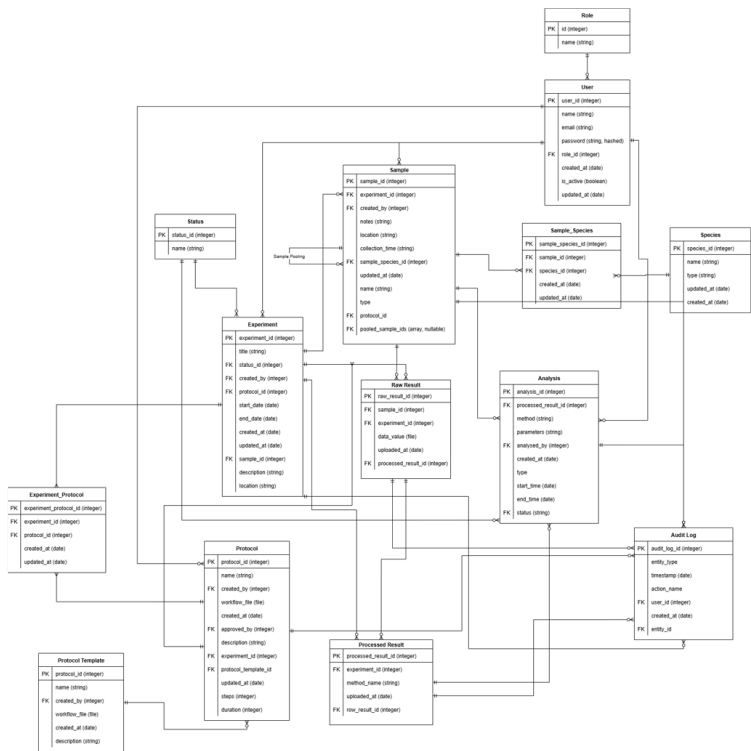 Role
PK id (integer)
name (string)
User
PK user_id (integer)
name (string)
email (string)
password (string, hashed)
FK role_id (integer)
created_at (date)
is_active (boolean)
updated_at (date)
Sample
PK sample_id (integer)
FK experiment_id (integer)
FK created_by (integer)
notes (string)
location (string)
collection_time (string)
FK sample_species_id (integer)
updated_at (date)
name (string)
type
FK protocol_id
FK pooled_sample_ids (array, nullable)
Sample Pooling
Status
PK status_id (integer)
name (string)
Sample_Species
PK sample_species_id (integer)
FK sample_id (integer)
FK species_id (integer)
created_at (date)
updated_at (date)
Species
PK species_id (integer)
name (string)
type (string)
updated_at (date)
created_at (date)
Experiment
PK experiment_id (integer)
title (string)
FK status_id (integer)
FK created_by (integer)
FK protocol_id (integer)
start_date (date)
end_date (date)
created_at (date)
updated_at (date)
FK sample_id (integer)
description (string)
location (string)
Raw Result
PK raw_result_id (integer)
FK sample_id (integer)
FK experiment_id (integer)
data_value (file)
uploaded_at (date)
FK processed_result_id (integer)
Analysis
PK analysis_id (integer)
FK processed_result_id (integer)
method (string)
parameters (string)
FK analysed_by (integer)
created_at (date)
type
start_time (date)
end_time (date)
FK status (string)
Experiment_Protocol
PK experiment_protocol_id (integer)
FK experiment_id (integer)
FK protocol_id (integer)
created_at (date)
updated_at (date)
Protocol
PK protocol_id (integer)
name (string)
FK created_by (integer)
workflow_file (file)
created_at (date)
FK approved_by (integer)
description (string)
FK experiment_id (integer)
FK protocol_template_id
updated_at (date)
steps (integer)
duration (integer)
Audit Log
PK audit_log_id (integer)
entity_type
timestamp (date)
action_name
FK user_id (integer)
created_at (date)
FK entity_id
Processed Result
PK processed_result_id (integer)
FK experiment_id (integer)
method_name (string)
uploaded_at (date)
FK row_result_id (integer)
Protocol Template
PK protocol_id (integer)
name (string)
FK created_by (integer)
workflow_file (file)
created_at (date)
description (string)